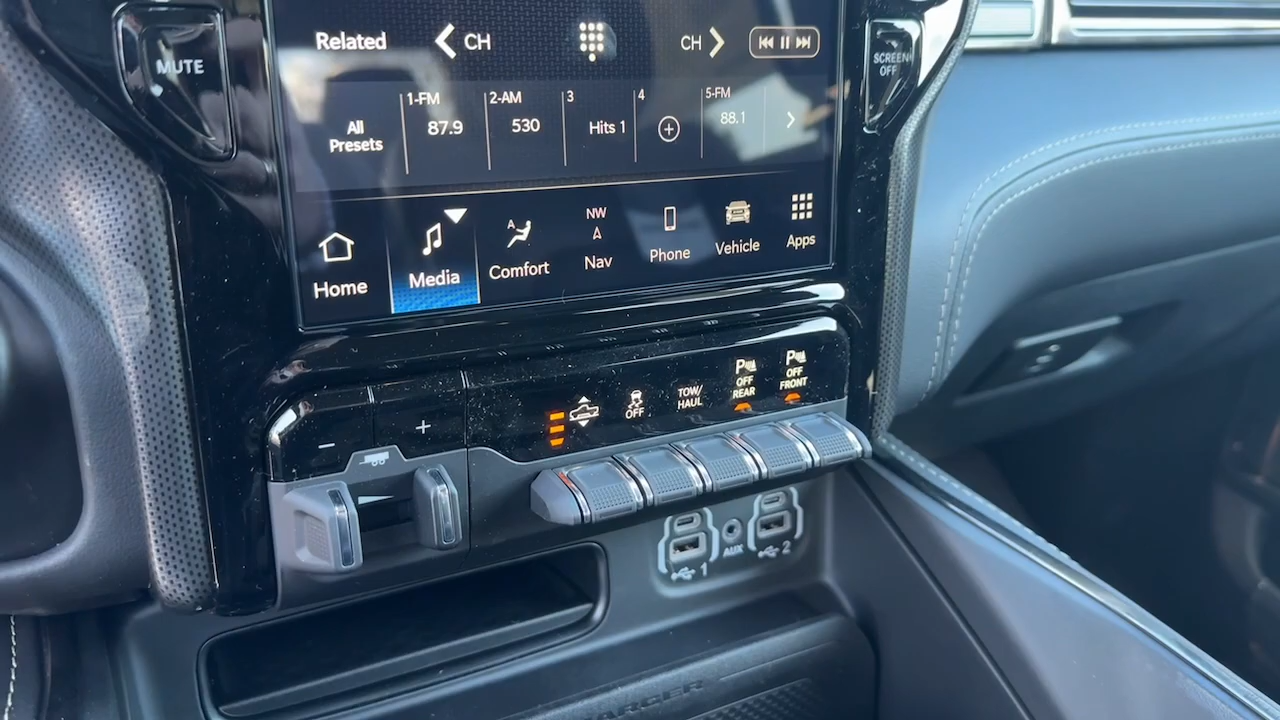 MUTE
Related
CH
CH
SCREEN
OFF
All
Presets
1-FM
87.9
2-AM
530
3
Hits 1
4
5-FM
88.1
Home
Media
A
Comfort
NW
Nav
Phone
Vehicle
Apps
- +
OFF
TOW/
HAUL
P
OFF
REAR
P
OFF
FRONT
1
AUX
2